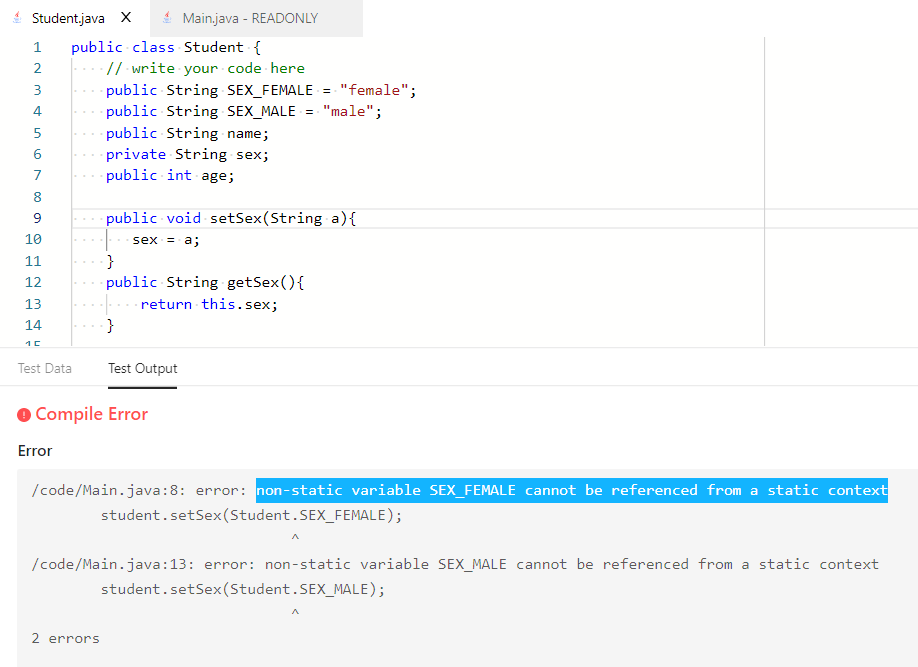 Student.java X Main.java - READONLY
1 public class Student {
2 // write your code here
3 public String SEX_FEMALE = "female";
4 public String SEX_MALE = "male";
5 public String name;
6 private String sex;
7 public int age;
8
9 public void setSex(String a){
10 sex = a;
11 }
12 public String getSex(){
13 return this.sex;
14 }
15
Test Data Test Output
Compile Error
Error
/code/Main.java:8: error: non-static variable SEX_FEMALE cannot be referenced from a static context
student.setSex(Student.SEX_FEMALE);
^
/code/Main.java:13: error: non-static variable SEX_MALE cannot be referenced from a static context
student.setSex(Student.SEX_MALE);
^
2 errors